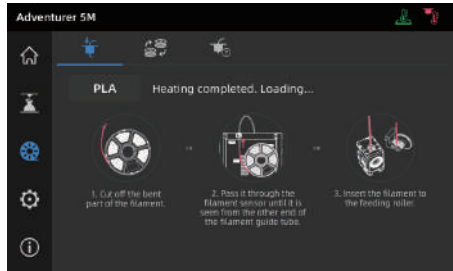 Adventurer 5M
PLA
Heating completed. Loading...
1. Cut off the bent
part of the filament.
2. Pass it through the
filament sensor until it is
seen from the other end of
the filament guide tube.
3. Insert the filament to
the feeding roller.